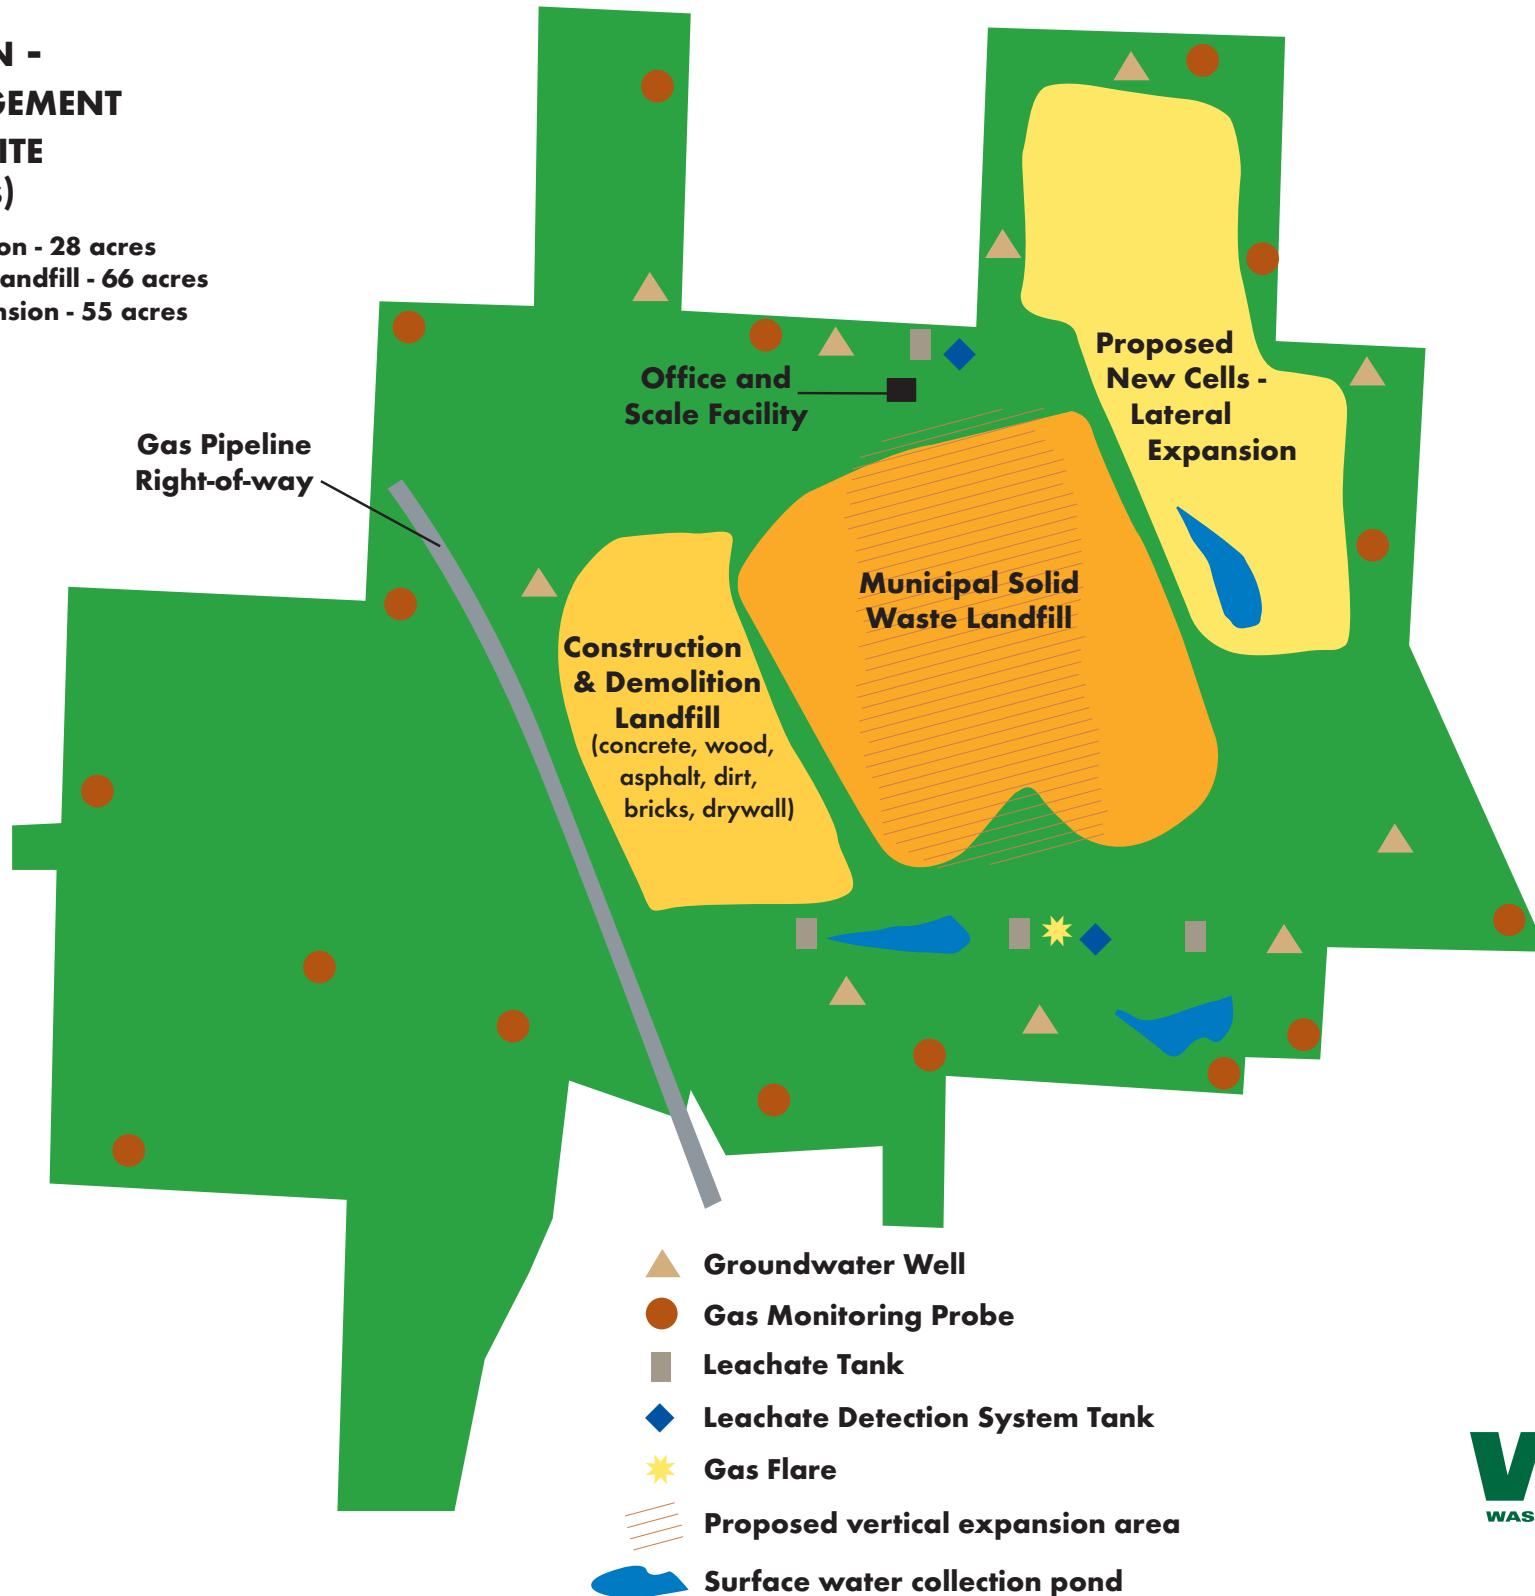 N -
GEMENT
ITE
s)
on - 28 acres
andfill - 66 acres
nsion - 55 acres
Proposed
New Cells -
Lateral
Expansion
Office and
Scale Facility
Gas Pipeline
Right-of-way
Municipal Solid
Waste Landfill
Construction
& Demolition
Landfill
(concrete, wood,
asphalt, dirt,
bricks, drywall)
Groundwater Well
Gas Monitoring Probe
Leachate Tank
Leachate Detection System Tank
Gas Flare
Proposed vertical expansion area
Surface water collection pond
W
WAS